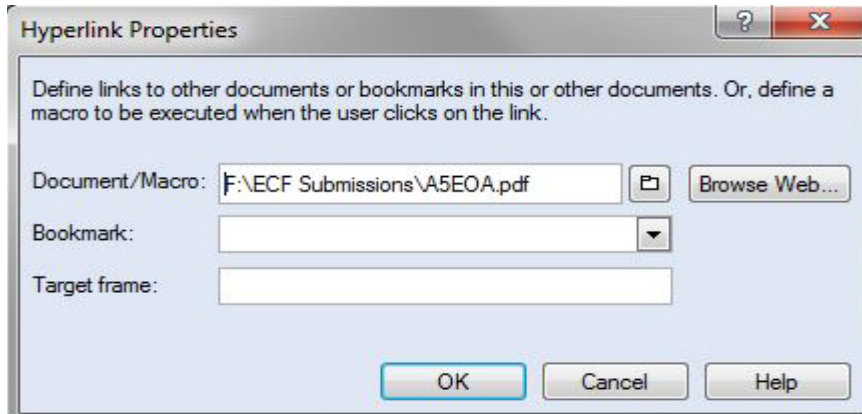 Hyperlink Properties
Define links to other documents or bookmarks in this or other documents. Or, define a
macro to be executed when the user clicks on the link.
Document/Macro: F:\ECF Submissions\A5EOA.pdf Browse Web...
Bookmark:
Target frame:
OK Cancel Help